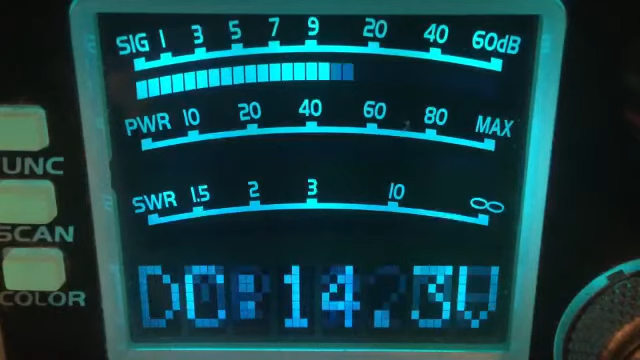 SIG 1 3 5 7 9 20 40 60dB
PWR 10 20 40 60 80 MAX
SWR 1.5 2 3 10 ∞
DC:14.3V
UNC
SCAN
COLOR